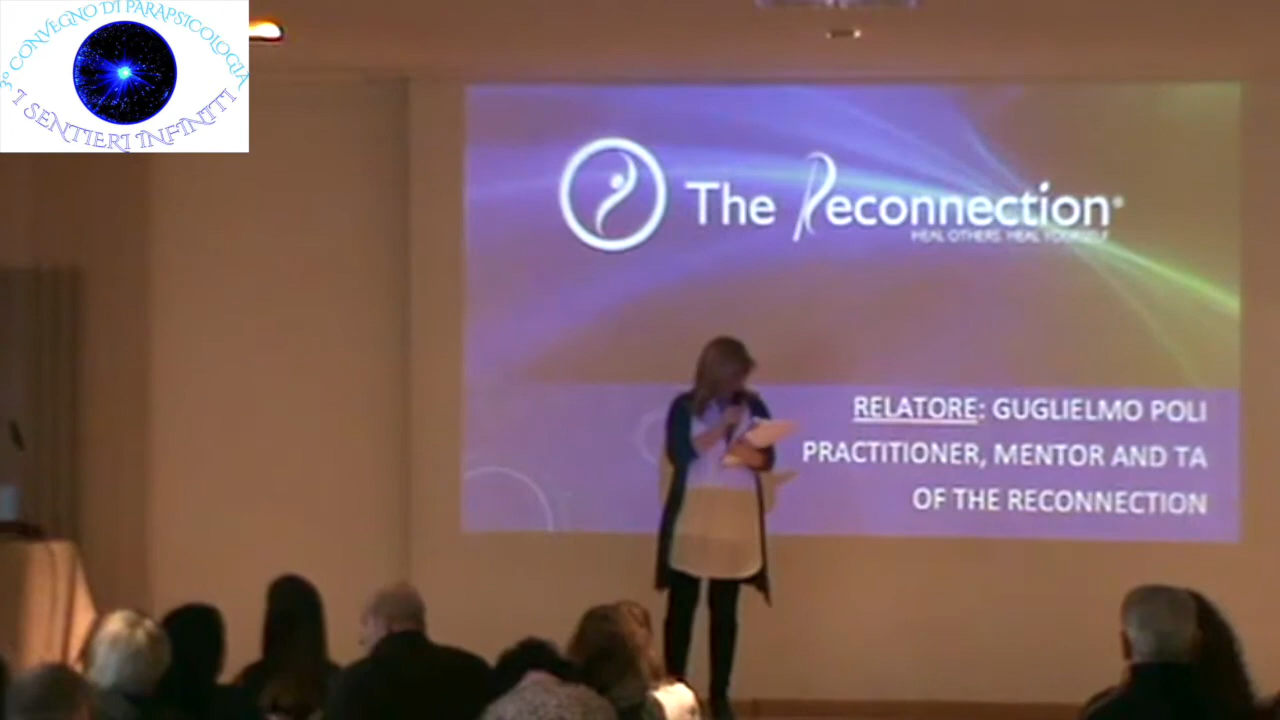 3° CONVEGNO DI PARAPSICOLOGIA
I SENTIERI INFINITI
The Reconnection®
HEAL OTHERS. HEAL YOURSELF
RELATORE: GUGLIELMO POLI
PRACTITIONER, MENTOR AND TA
OF THE RECONNECTION